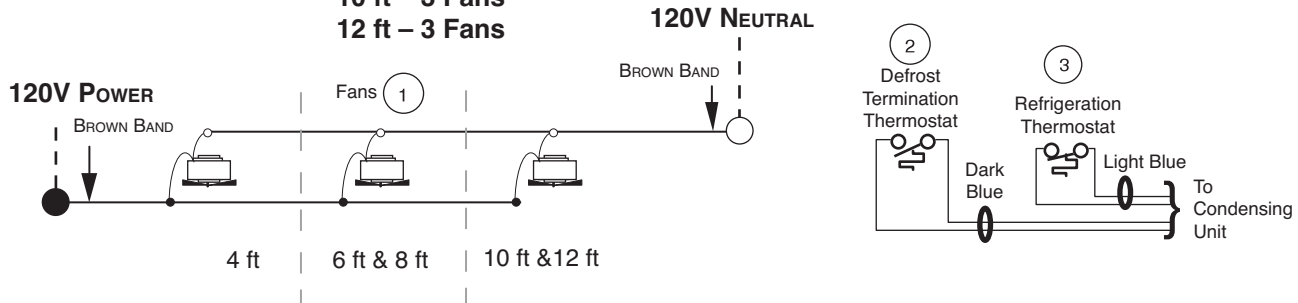 12 ft – 3 Fans
120V NEUTRAL
120V POWER
BROWN BAND
Fans 1
BROWN BAND
4 ft
6 ft & 8 ft
10 ft &12 ft
2
Defrost
Termination
Thermostat
3
Refrigeration
Thermostat
Dark
Blue
Light Blue
To
Condensing
Unit